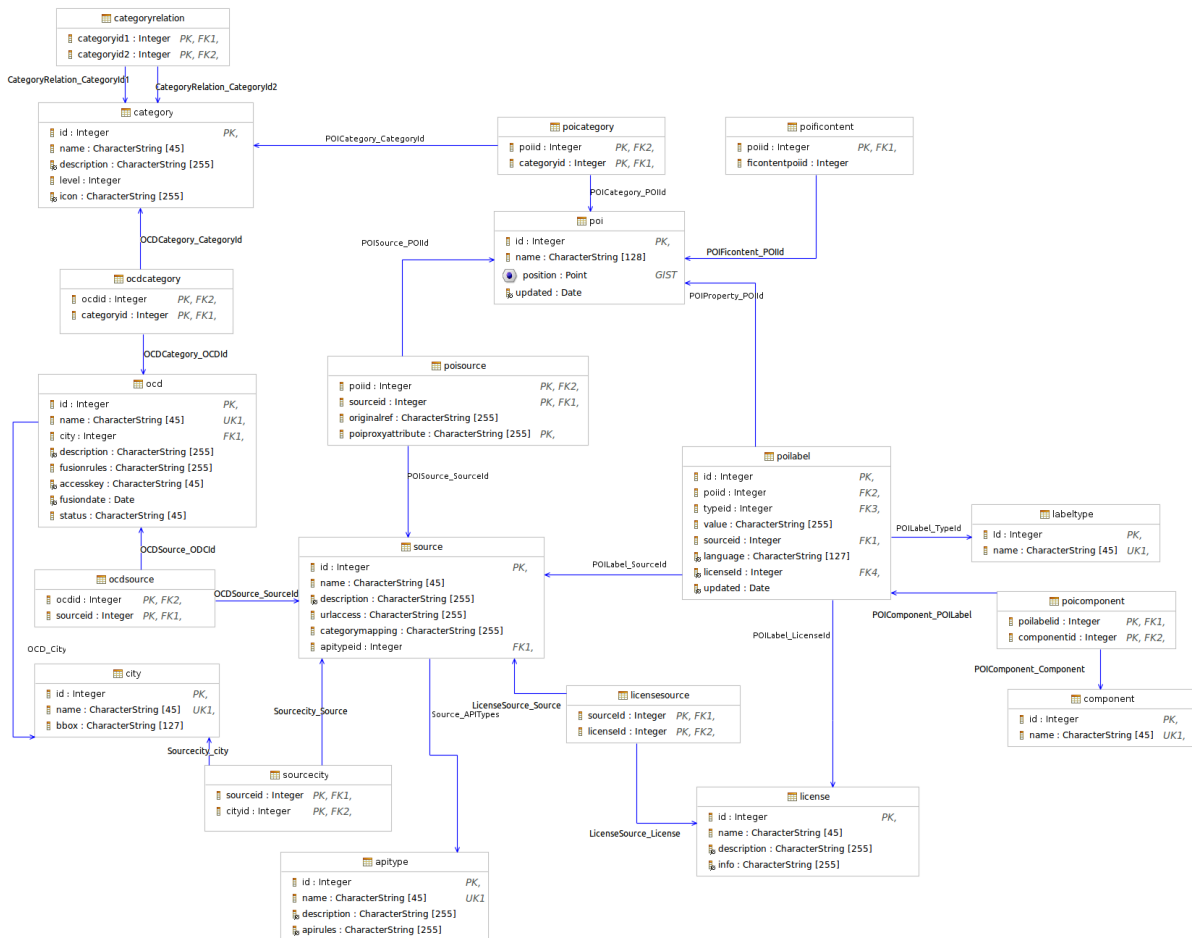 categoryrelation
categoryid1 : Integer PK, FK1,
categoryid2 : Integer PK, FK2,
CategoryRelation_CategoryId1
CategoryRelation_CategoryId2
category
id : Integer PK,
name : CharacterString [45]
description : CharacterString [255]
level : Integer
icon : CharacterString [255]
POICategory_CategoryId
poicategory
poiid : Integer PK, FK2,
categoryid : Integer PK, FK1,
poificontent
poiid : Integer PK, FK1,
ficontentpoiid : Integer
POICategory_POIId
OCDCategory_CategoryId
POISource_POIId
poi
id : Integer PK,
name : CharacterString [128]
position : Point GIST
updated : Date
POIFicontent_POIId
POIProperty_POIId
ocdcategory
ocdid : Integer PK, FK2,
categoryid : Integer PK, FK1,
OCDCategory_OCDId
ocd
id : Integer PK,
name : CharacterString [45] UK1,
city : Integer FK1,
description : CharacterString [255]
fusionrules : CharacterString [255]
accesskey : CharacterString [45]
fusiondate : Date
status : CharacterString [45]
poisource
poiid : Integer PK, FK2,
sourceid : Integer PK, FK1,
originalref : CharacterString [255]
poiproxyattribute : CharacterString [255] PK,
POISource_SourceId
poilabel
id : Integer PK,
poiid : Integer FK2,
typeid : Integer FK3,
value : CharacterString [255]
sourceid : Integer FK1,
language : CharacterString [127]
licenseId : Integer FK4,
updated : Date
POILabel_TypeId
labeltype
Id : Integer PK,
name : CharacterString [45] UK1,
OCDSource_ODCId
ocdsource
ocdid : Integer PK, FK2,
sourceid : Integer PK, FK1,
OCDSource_SourceId
source
id : Integer PK,
name : CharacterString [45]
description : CharacterString [255]
urlaccess : CharacterString [255]
categorymapping : CharacterString [255]
apitypeid : Integer FK1,
POILabel_SourceId
POIComponent_POILabel
poicomponent
poilabelid : Integer PK, FK1,
componentid : Integer PK, FK2,
POILabel_LicenseId
POIComponent_Component
OCD_City
city
id : Integer PK,
name : CharacterString [45] UK1,
bbox : CharacterString [127]
Sourcecity_Source
Source_APITypes
LicenseSource_Source
licensesource
sourceId : Integer PK, FK1,
licenseId : Integer PK, FK2,
component
id : Integer PK,
name : CharacterString [45] UK1,
Sourcecity_city
sourcecity
sourceid : Integer PK, FK1,
cityid : Integer PK, FK2,
LicenseSource_License
license
id : Integer PK,
name : CharacterString [45]
description : CharacterString [255]
info : CharacterString [255]
apitype
id : Integer PK,
name : CharacterString [45] UK1
description : CharacterString [255]
apirules : CharacterString [255]